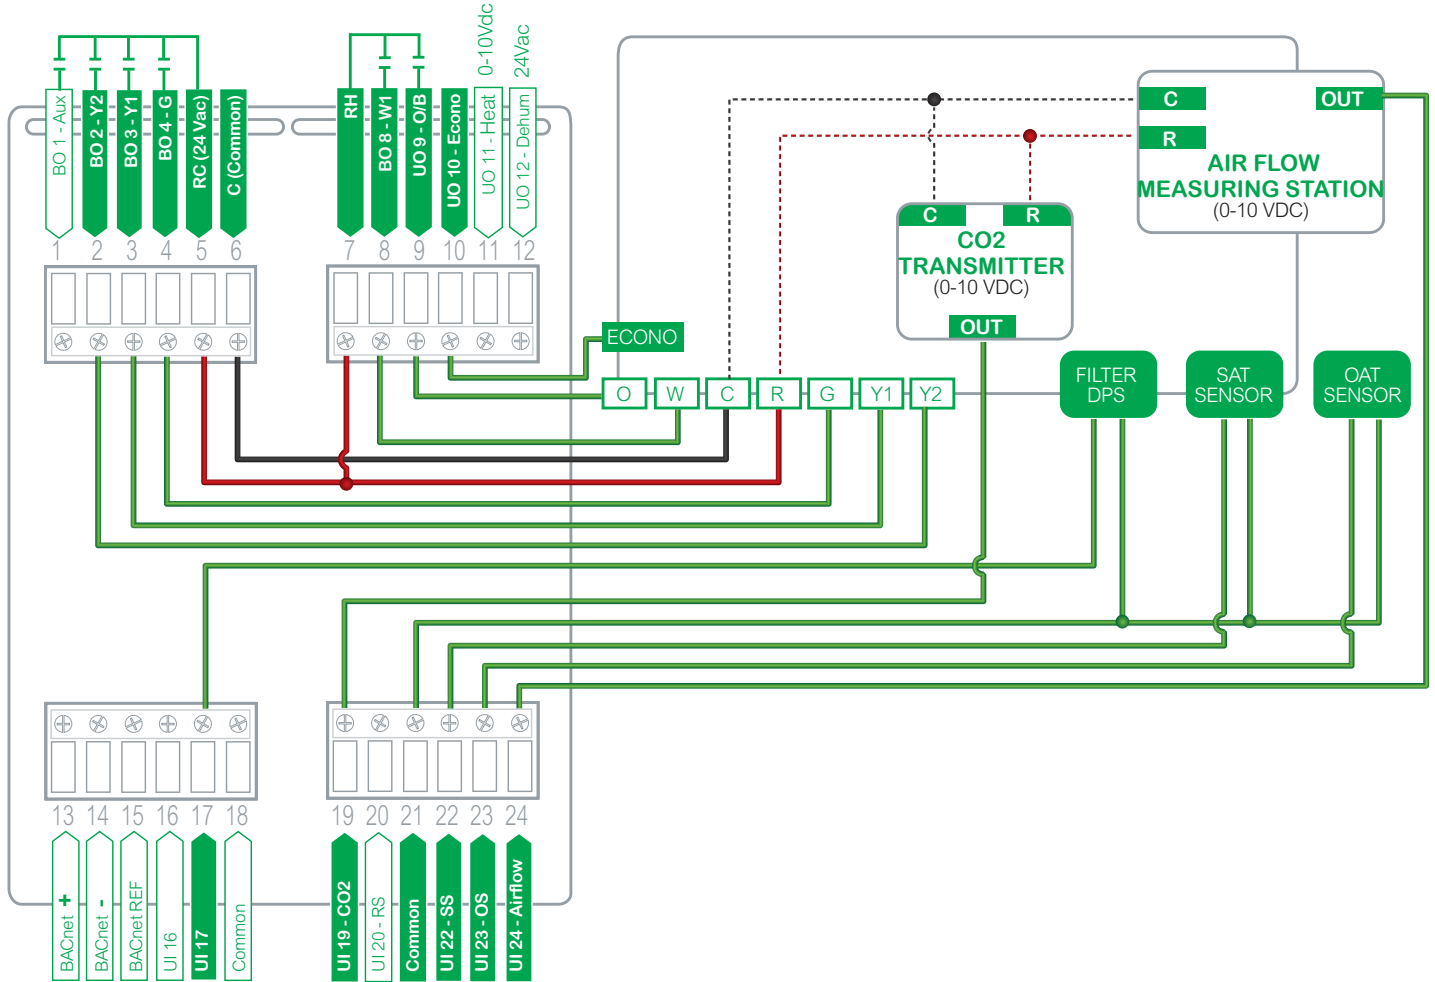 BO 1 - Aux
BO 2 - Y2
BO 3 - Y1
BO 4 - G
RC (24 Vac)
C (Common)
RH
BO 8 - W1
UO 9 - O/B
UO 10 - Econo
UO 11 - Heat 0-10Vdc
UO 12 - Dehum 24Vac
1 2 3 4 5 6
7 8 9 10 11 12
C
OUT
R
AIR FLOW
MEASURING STATION
(0-10 VDC)
C R
CO2
TRANSMITTER
(0-10 VDC)
OUT
ECONO
O W C R G Y1 Y2
FILTER
DPS
SAT
SENSOR
OAT
SENSOR
13 14 15 16 17 18
19 20 21 22 23 24
BACnet +
BACnet -
BACnet REF
UI 16
UI 17
Common
UI 19 - CO2
UI 20 - RS
Common
UI 22 - SS
UI 23 - OS
UI 24 - Airflow